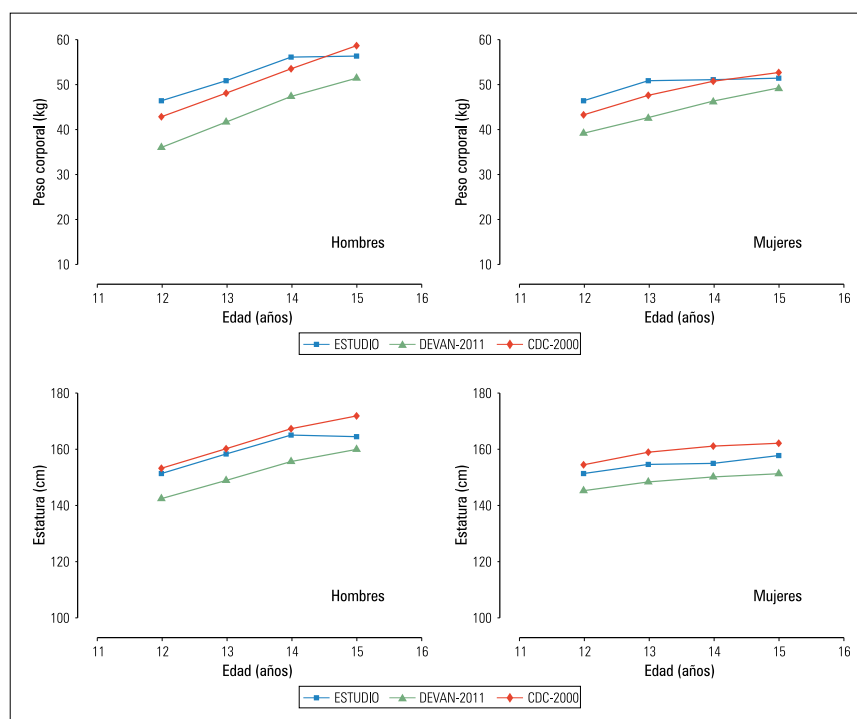 60
50
40
30
20
10
Peso corporal (kg)
Hombres
11 12 13 14 15 16
Edad (años)
60
50
40
30
20
10
Peso corporal (kg)
Mujeres
11 12 13 14 15 16
Edad (años)
ESTUDIO DEVAN-2011 CDC-2000
180
160
140
120
100
Estatura (cm)
Hombres
11 12 13 14 15 16
Edad (años)
180
160
140
120
100
Estatura (cm)
Mujeres
11 12 13 14 15 16
Edad (años)
ESTUDIO DEVAN-2011 CDC-2000